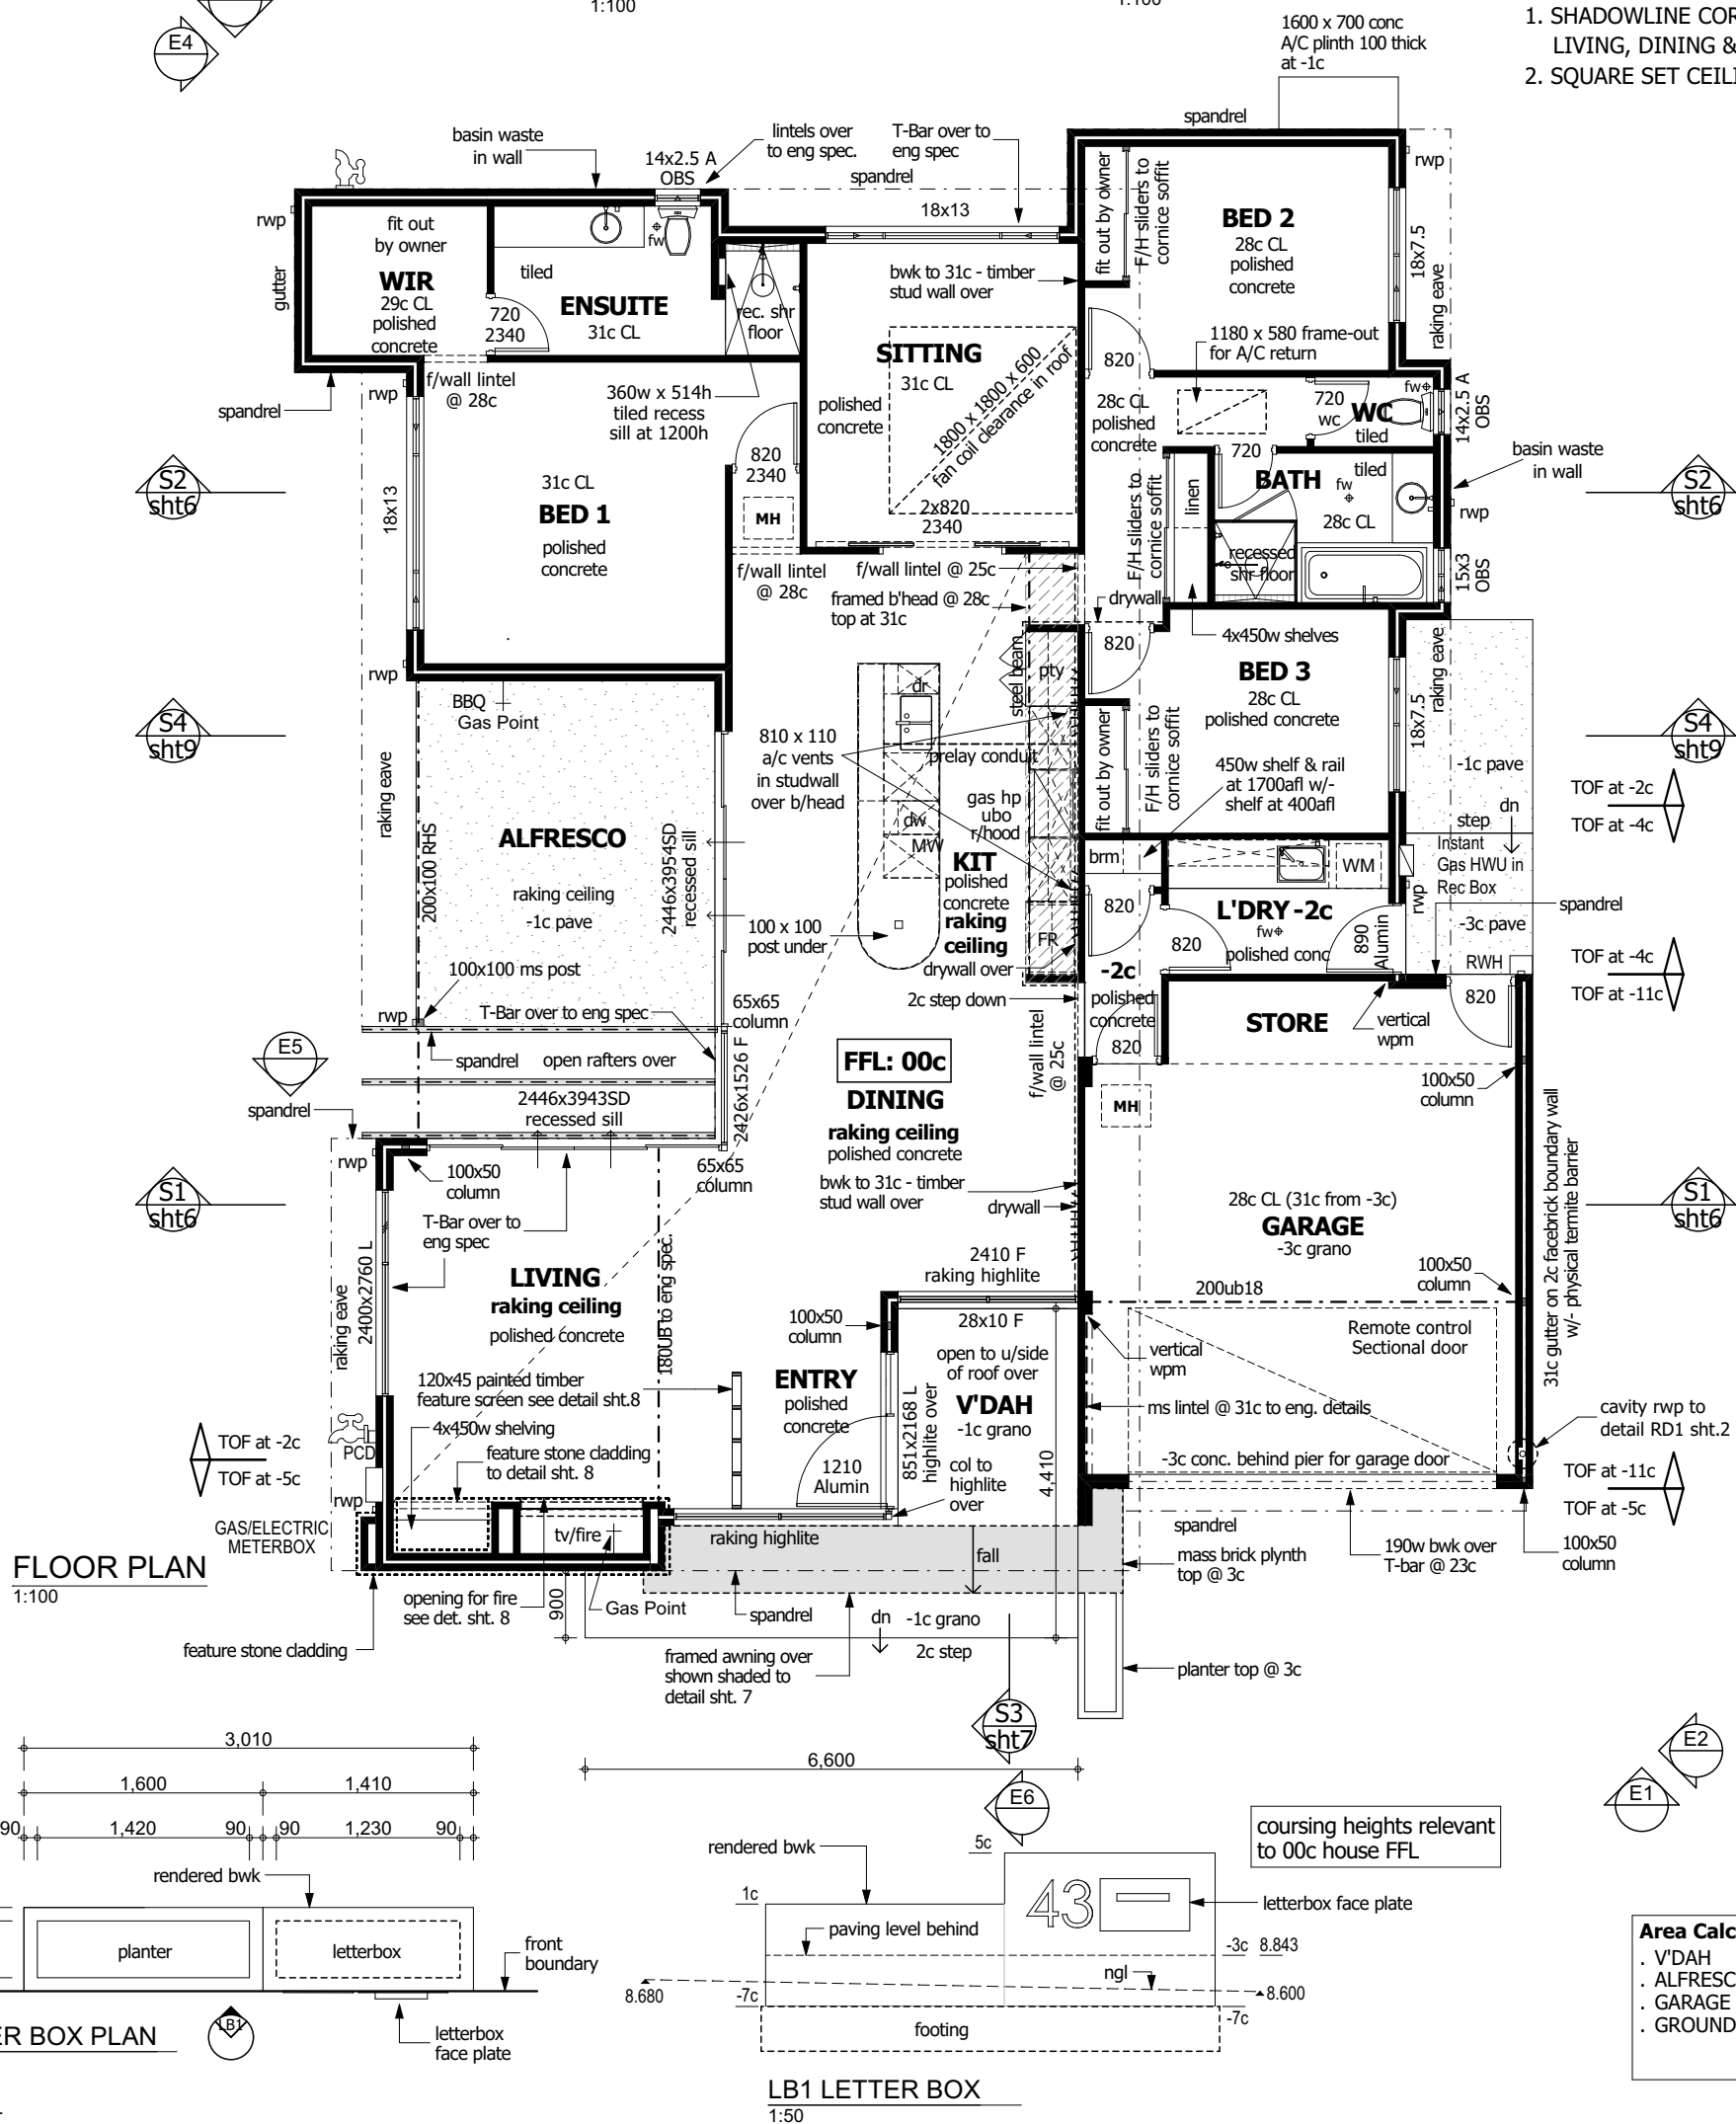 1:100
1:100
E4
1600 x 700 conc
A/C plinth 100 thick
at -1c
1. SHADOWLINE COR
LIVING, DINING &
2. SQUARE SET CEILI
spandrel
basin waste
in wall
14x2.5 A
OBS
lintels over
to eng spec.
T-Bar over to
eng spec
spandrel
18x13
rwp
rwp
gutter
fit out
by owner
WIR
29c CL
polished
concrete
tiled
fw
ENSUITE
31c CL
720
2340
rec. shr
floor
bwk to 31c - timber
stud wall over
fit out by owner
F/H sliders to
cornice soffit
BED 2
28c CL
polished
concrete
18x7.5
raking eave
SITTING
31c CL
polished
concrete
1800 x 1800 x 600
fan coil clearance in roof
2x820
2340
820
1180 x 580 frame-out
for A/C return
28c CL
polished
concrete
720
wc
WC
tiled
fw
14x2.5 A
OBS
spandrel
rwp
f/wall lintel
@ 28c
360w x 514h
tiled recess
sill at 1200h
820
2340
MH
S2
sht6
18x13
31c CL
BED 1
polished
concrete
720
BATH
tiled
fw
28c CL
linen
F/H sliders to
cornice soffit
recessed
shr floor
basin waste
in wall
rwp
S2
sht6
15x3
OBS
f/wall lintel
@ 28c
f/wall lintel @ 25c
framed b'head @ 28c
top at 31c
drywall
820
4x450w shelves
rwp
BED 3
28c CL
polished concrete
18x7.5
raking eave
steel beam
pty
dr
BBQ
Gas Point
S4
sht9
810 x 110
a/c vents
in studwall
over b/head
prelay conduit
gas hp
ubo
r/hood
dw
MW
KIT
polished
concrete
raking
ceiling
FR
fit out by owner
F/H sliders to
cornice soffit
450w shelf & rail
at 1700afl w/-
shelf at 400afl
-1c pave
dn
step
S4
sht9
TOF at -2c
TOF at -4c
raking eave
200x100 RHS
ALFRESCO
raking ceiling
-1c pave
2446x3954SD
recessed sill
100 x 100
post under
drywall over
2c step down
brm
WM
820
L'DRY -2c
fw
polished conc
820
890
Alumin
Instant
Gas HWU in
Rec Box
rwp
-3c pave
RWH
spandrel
TOF at -4c
TOF at -11c
100x100 ms post
rwp
T-Bar over to eng spec
65x65
column
-2c
polished
concrete
820
STORE
vertical
wpm
820
E5
spandrel
open rafters over
2446x3943SD
recessed sill
2426x1526 F
FFL: 00c
DINING
raking ceiling
polished concrete
f/wall lintel
@ 25c
MH
100x50
column
spandrel
rwp
100x50
column
65x65
column
bwk to 31c - timber
stud wall over
drywall
S1
sht6
28c CL (31c from -3c)
GARAGE
-3c grano
31c gutter on 2c facebrick boundary wall
w/- physical termite barrier
S1
sht6
T-Bar over to
eng spec
2400x2760 L
raking eave
LIVING
raking ceiling
polished concrete
180UB to eng spec.
2410 F
raking highlite
28x10 F
100x50
column
200ub18
100x50
column
Remote control
Sectional door
120x45 painted timber
feature screen see detail sht.8
ENTRY
polished
concrete
1210
Alumin
open to u/side
of roof over
V'DAH
-1c grano
851x2168 L
highlite over
col to
highlite
over
4,410
vertical
wpm
ms lintel @ 31c to eng. details
-3c conc. behind pier for garage door
cavity rwp to
detail RD1 sht.2
TOF at -2c
TOF at -5c
PCD
rwp
4x450w shelving
feature stone cladding
to detail sht. 8
TOF at -11c
TOF at -5c
GAS/ELECTRIC
METERBOX
tv/fire
raking highlite
fall
spandrel
mass brick plynth
top @ 3c
190w bwk over
T-bar @ 23c
100x50
column
FLOOR PLAN
1:100
opening for fire
see det. sht. 8
900
Gas Point
spandrel
dn
-1c grano
2c step
feature stone cladding
framed awning over
shown shaded to
detail sht. 7
planter top @ 3c
S3
sht7
6,600
E2
E1
E6
3,010
1,600
1,410
90
1,420
90
90
1,230
90
rendered bwk
planter
letterbox
front
boundary
ER BOX PLAN
LB1
letterbox
face plate
rendered bwk
5c
1c
43
letterbox face plate
paving level behind
-3c 8.843
ngl
8.680
-7c
8.600
-7c
footing
LB1 LETTER BOX
1:50
coursing heights relevant
to 00c house FFL
Area Calc
. V'DAH
. ALFRESC
. GARAGE
. GROUND